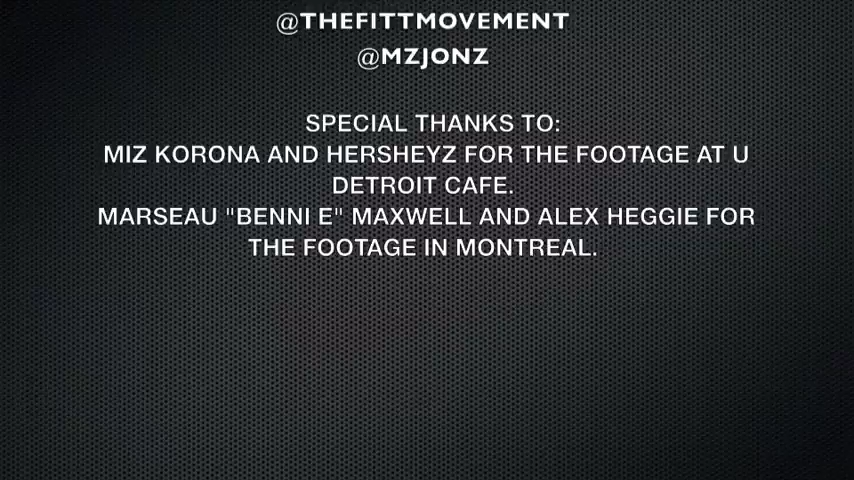 @THEFITTMOVEMENT
@MZJONZ
SPECIAL THANKS TO:
MIZ KORONA AND HERSHEYZ FOR THE FOOTAGE AT U
DETROIT CAFE.
MARSEAU "BENNI E" MAXWELL AND ALEX HEGGIE FOR
THE FOOTAGE IN MONTREAL.